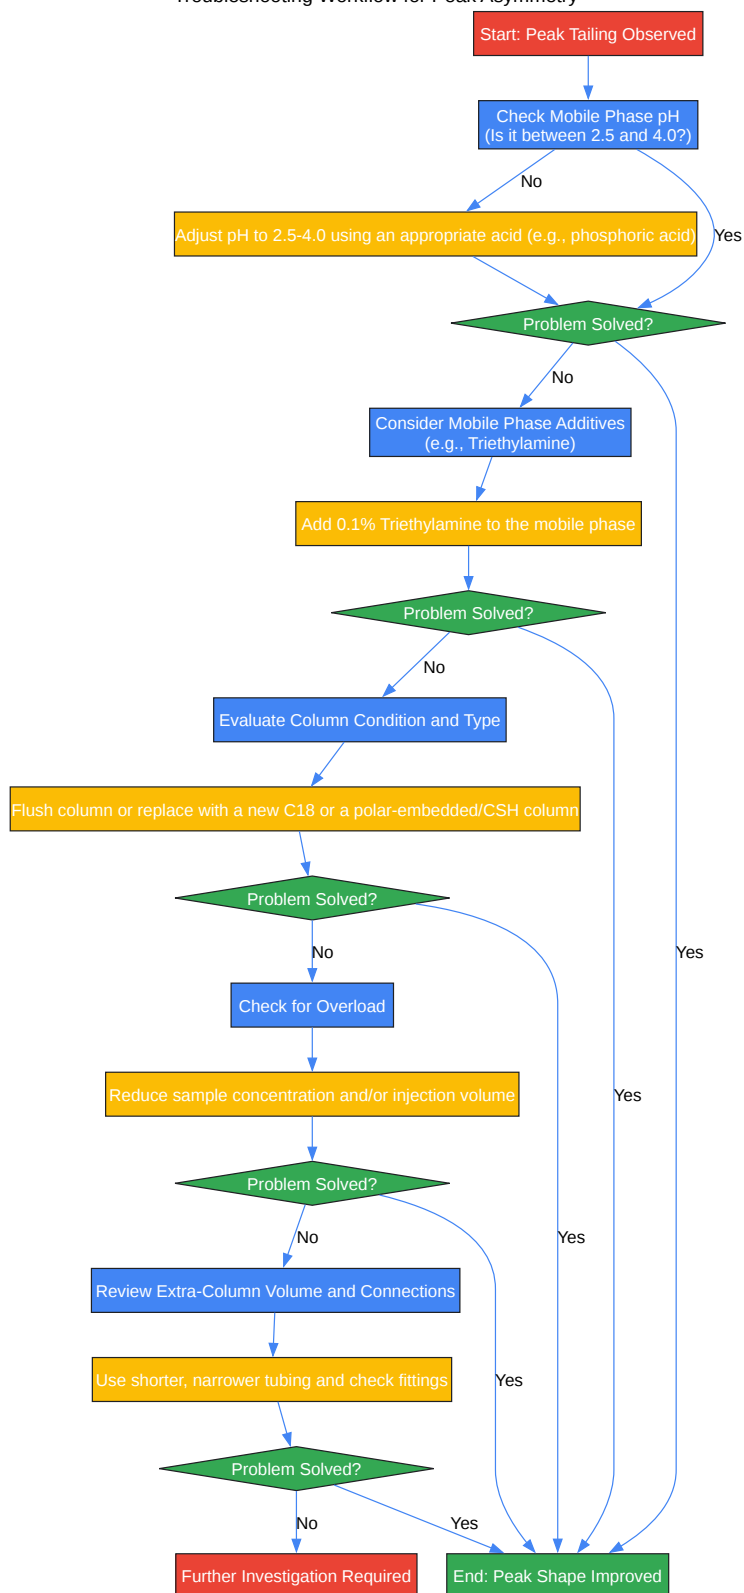 Troubleshooting Workflow for Peak Asymmetry
Start: Peak Tailing Observed
Check Mobile Phase pH
(Is it between 2.5 and 4.0?)
No
Yes
Adjust pH to 2.5-4.0 using an appropriate acid (e.g., phosphoric acid)
Problem Solved?
No
Consider Mobile Phase Additives
(e.g., Triethylamine)
Add 0.1% Triethylamine to the mobile phase
Problem Solved?
No
Evaluate Column Condition and Type
Flush column or replace with a new C18 or a polar-embedded/CSH column
Problem Solved?
No
Yes
Check for Overload
Reduce sample concentration and/or injection volume
Yes
Problem Solved?
No
Yes
Review Extra-Column Volume and Connections
Use shorter, narrower tubing and check fittings
Yes
Problem Solved?
No
Yes
Further Investigation Required
End: Peak Shape Improved